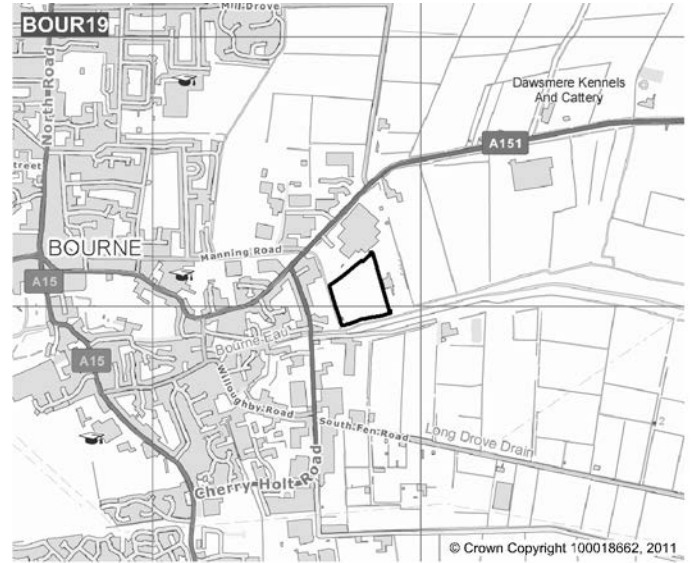 BOUR19
Mill Drove
North Road
Dawsmere Kennels
And Cattery
A151
Street
BOURNE
Manning Road
A15
Bourne Eau
A15
Willoughby Road
South Fen Road
Long Drove Drain
2
Cherry Holt Road
© Crown Copyright 100018662, 2011